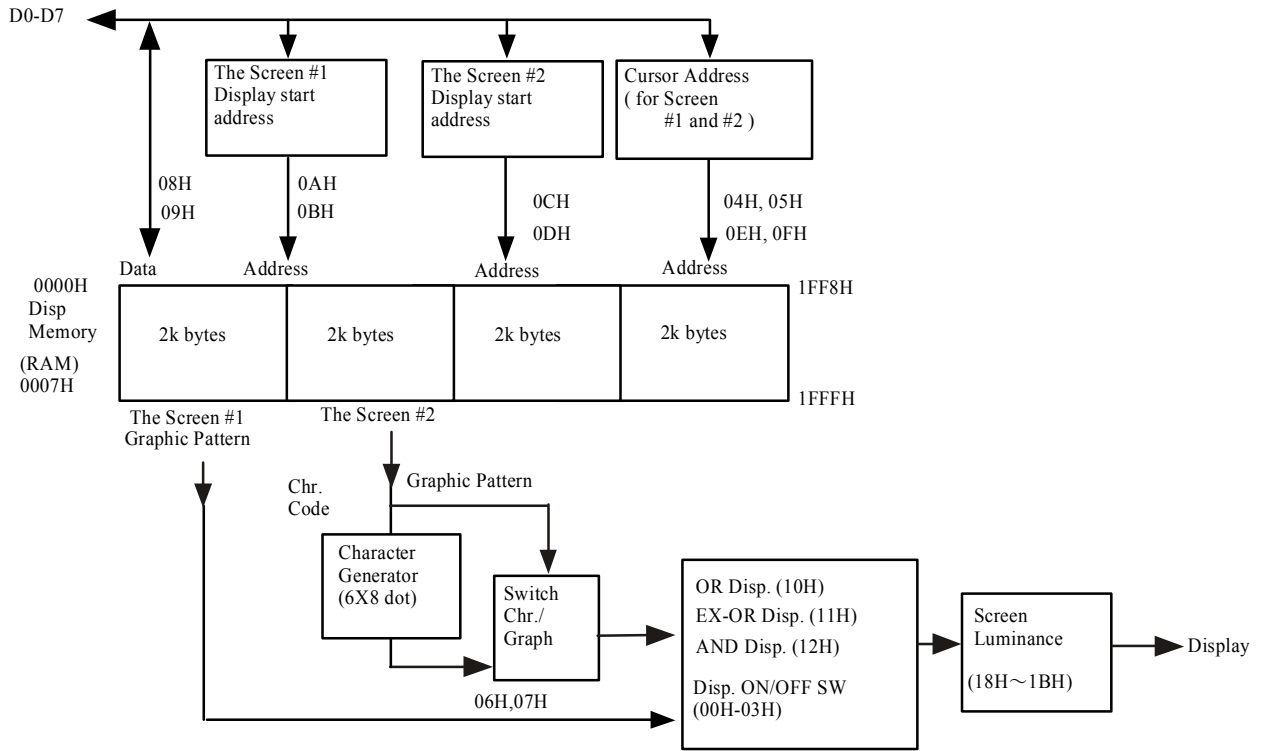 D0-D7
The Screen #1
Display start
address
The Screen #2
Display start
address
Cursor Address
( for Screen
#1 and #2 )
08H
09H
0AH
0BH
0CH
0DH
04H, 05H
0EH, 0FH
Data
Address
Address
Address
0000H
Disp
Memory
(RAM)
0007H
2k bytes
2k bytes
2k bytes
2k bytes
1FF8H
1FFFH
The Screen #1
Graphic Pattern
The Screen #2
Chr.
Code
Graphic Pattern
Character
Generator
(6X8 dot)
Switch
Chr./
Graph
06H,07H
OR Disp. (10H)
EX-OR Disp. (11H)
AND Disp. (12H)
Disp. ON/OFF SW
(00H-03H)
Screen
Luminance
(18H～1BH)
Display